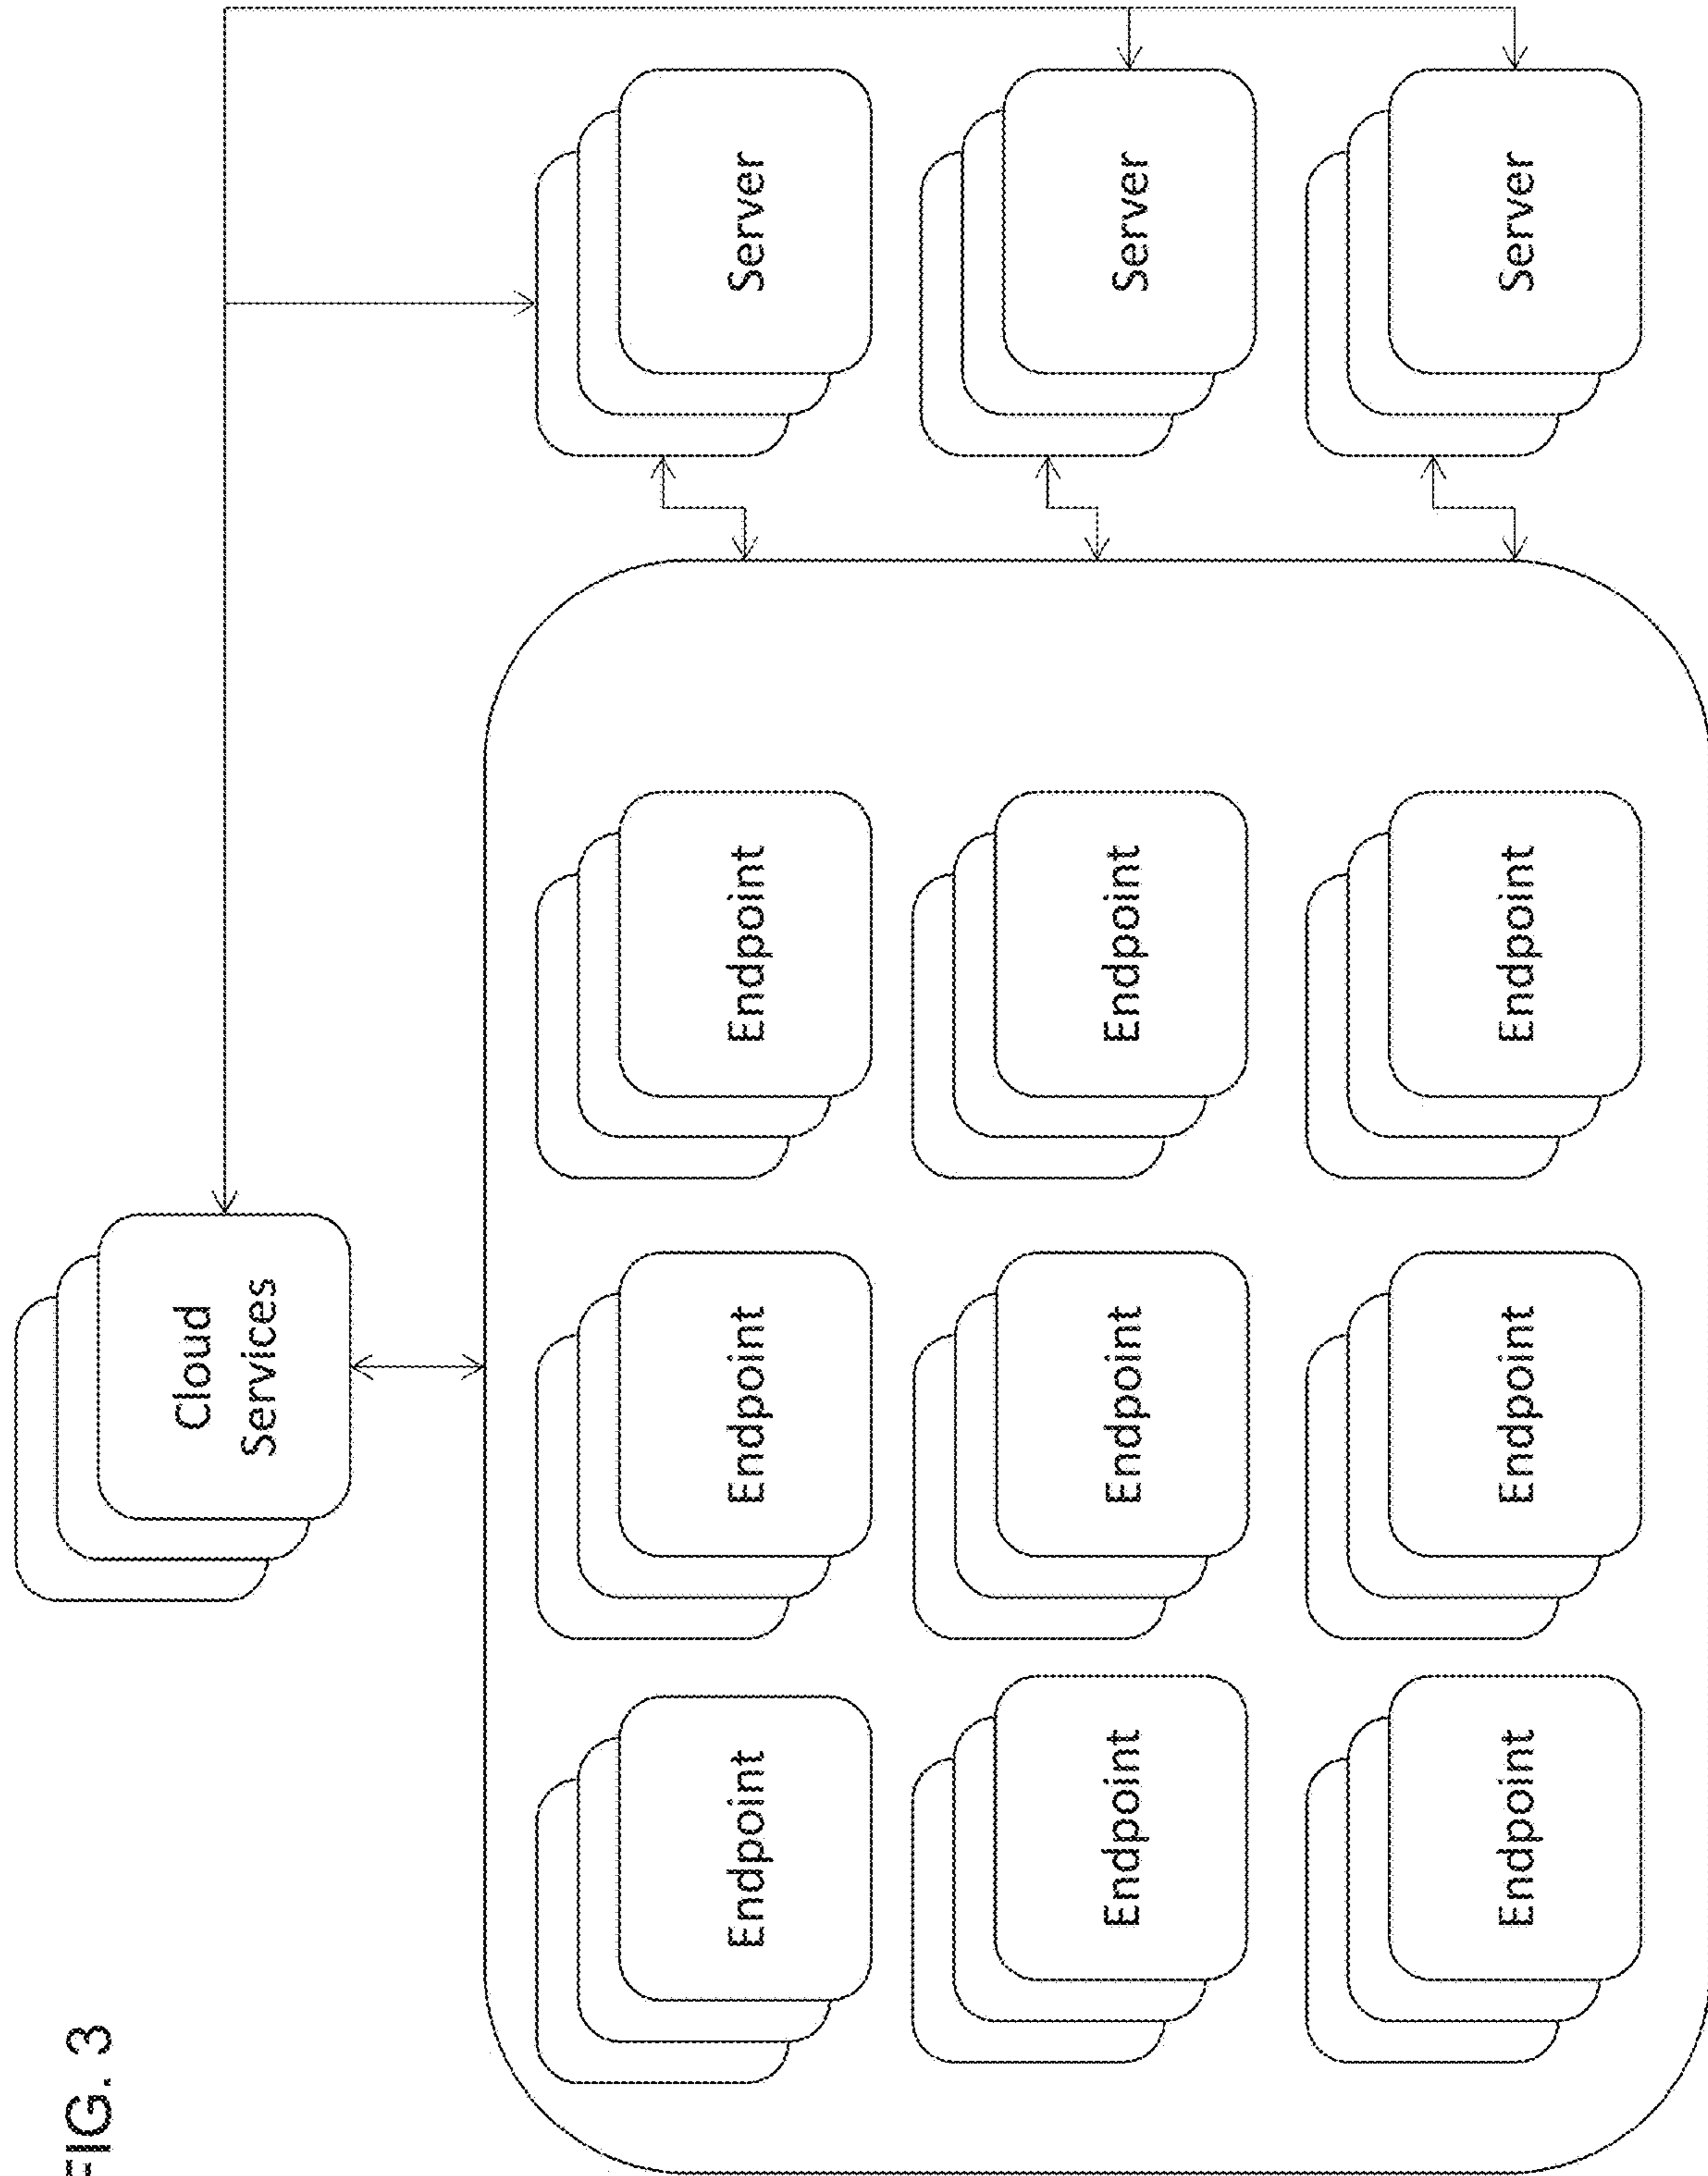 FIG. 3
Cloud
Services
Endpoint
Endpoint
Endpoint
Server
Endpoint
Endpoint
Endpoint
Server
Endpoint
Endpoint
Endpoint
Server